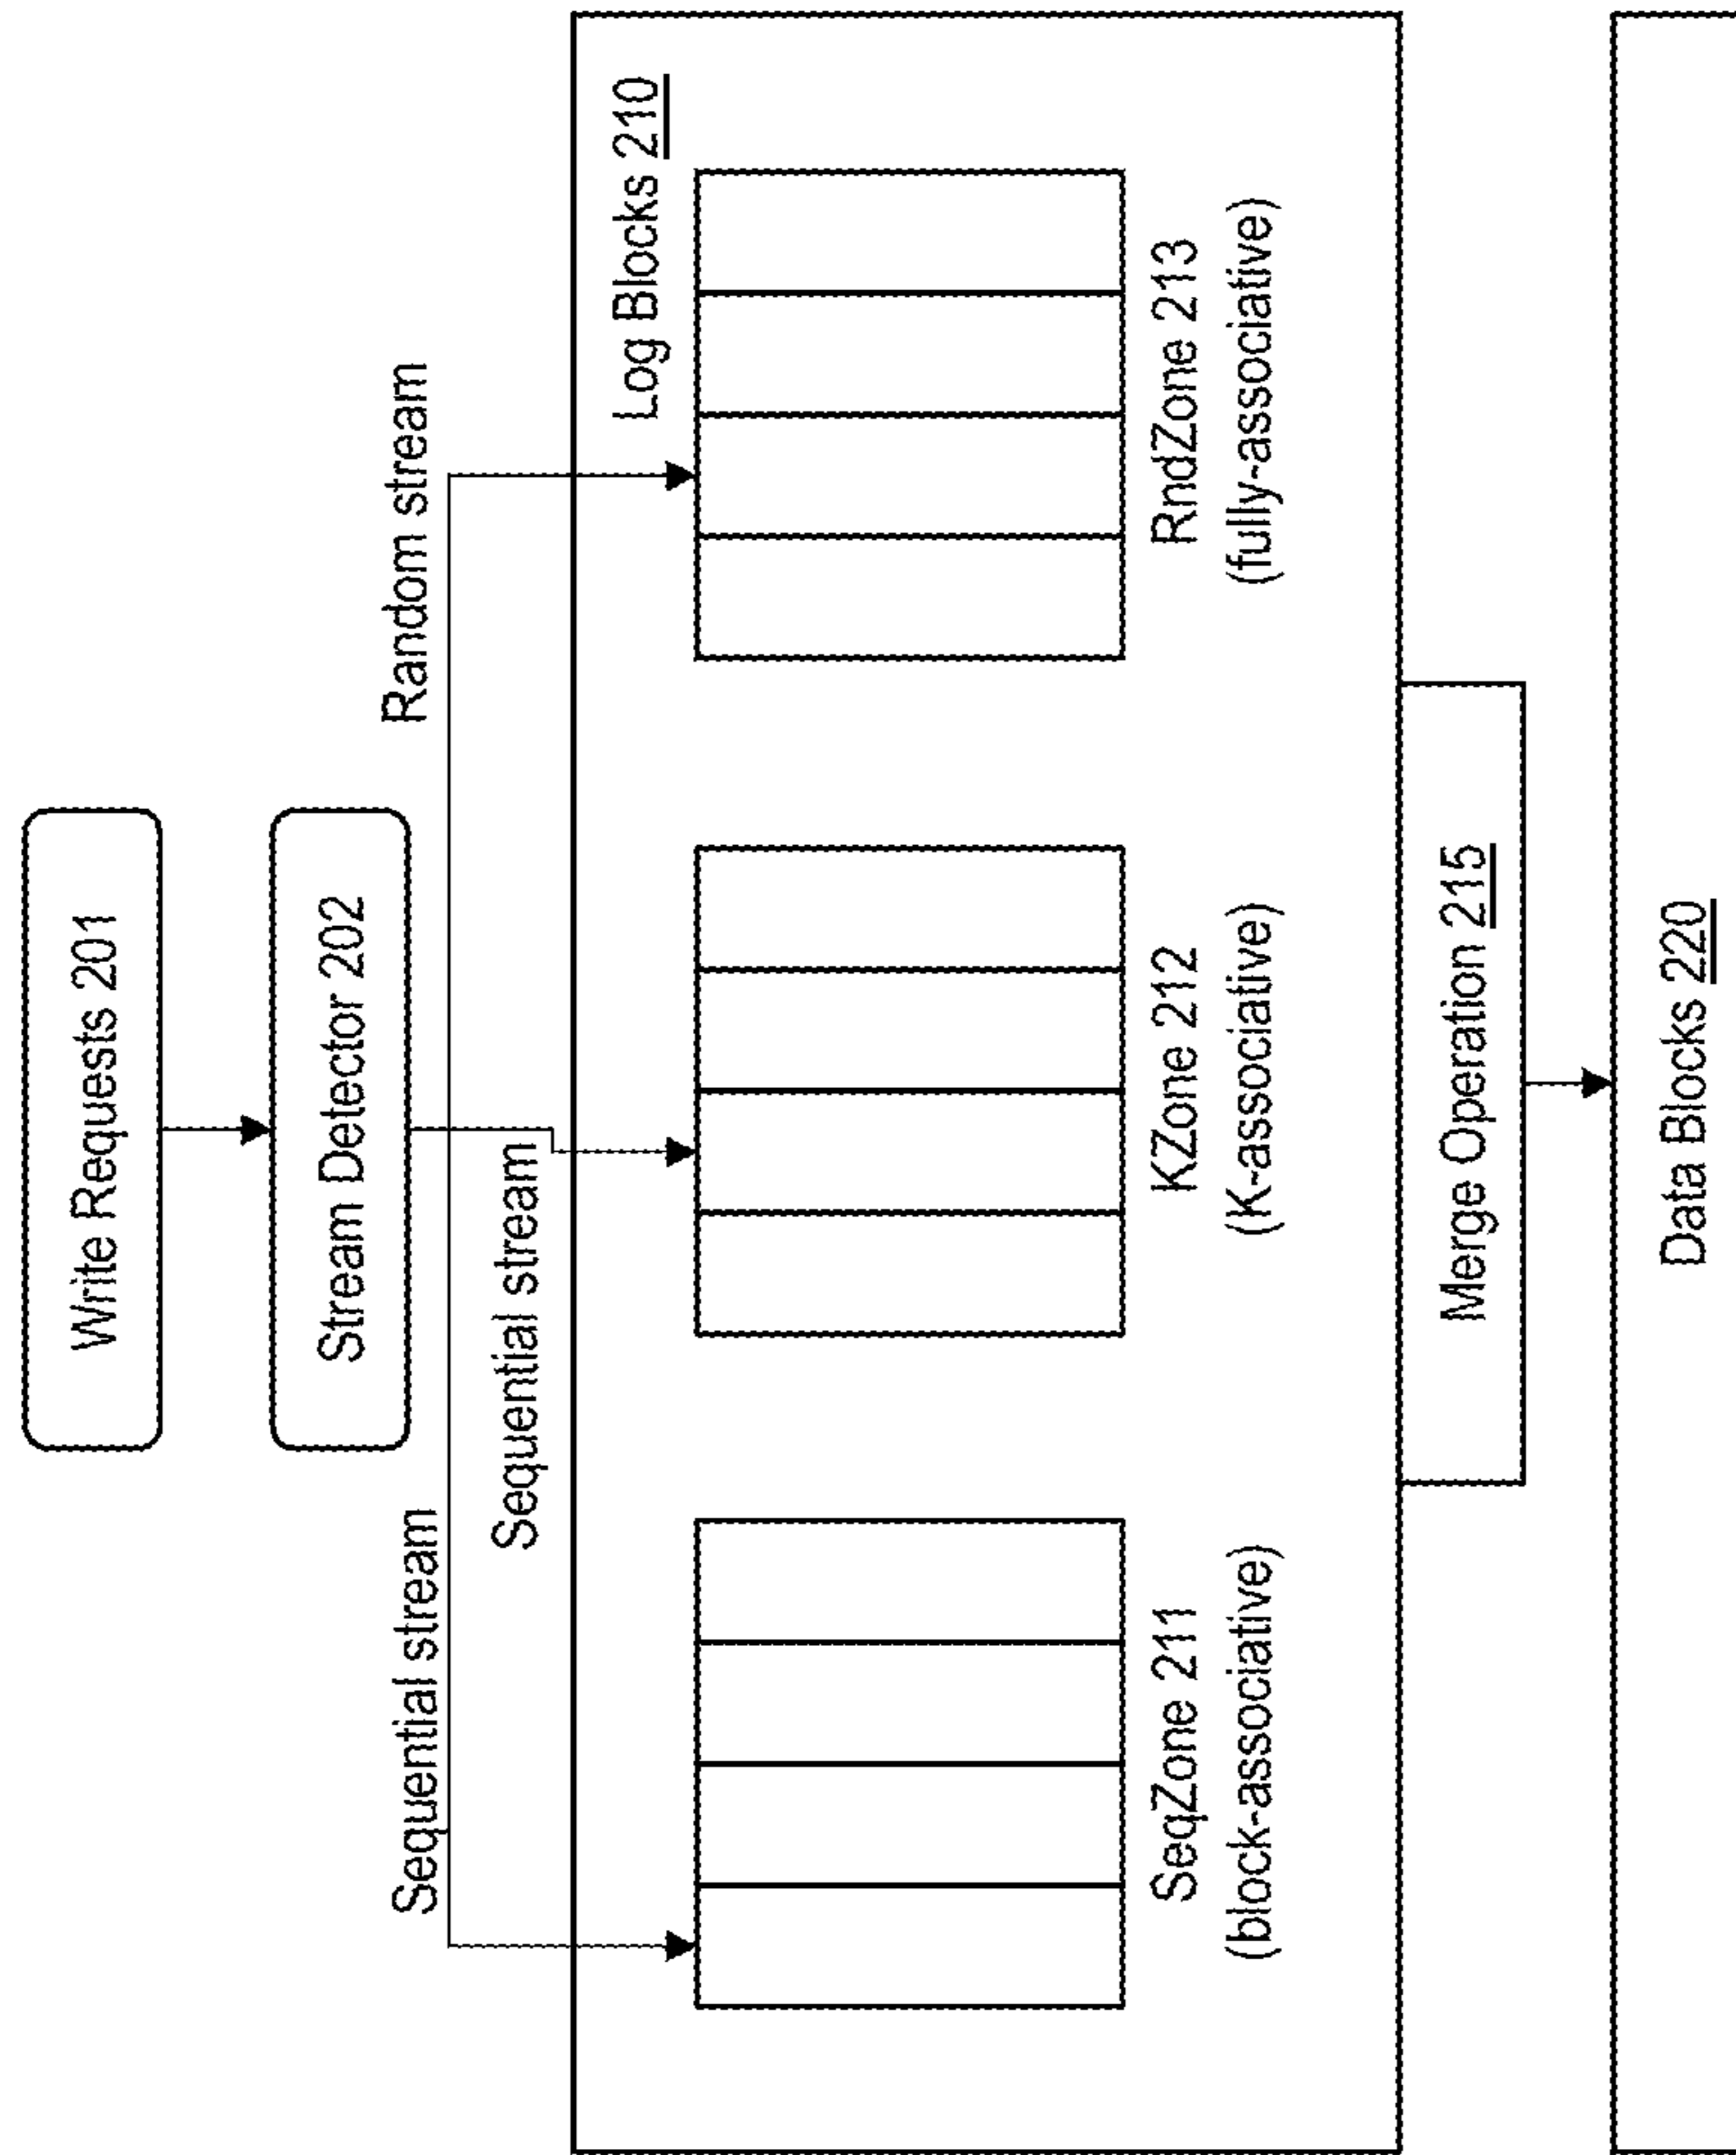 Write Requests 201
Stream Detector 202
Sequential stream
Random stream
Sequential stream
Log Blocks 210
SeqZone 211
(block-associative)
KZone 212
(K-associative)
RndZone 213
(fully-associative)
Merge Operation 215
Data Blocks 220